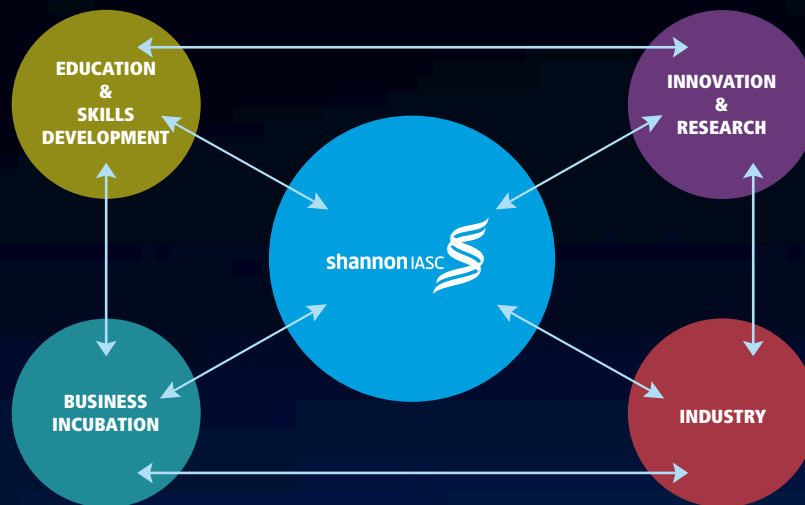 EDUCATION
&
SKILLS
DEVELOPMENT
INNOVATION
&
RESEARCH
shannon IASC
BUSINESS
INCUBATION
INDUSTRY